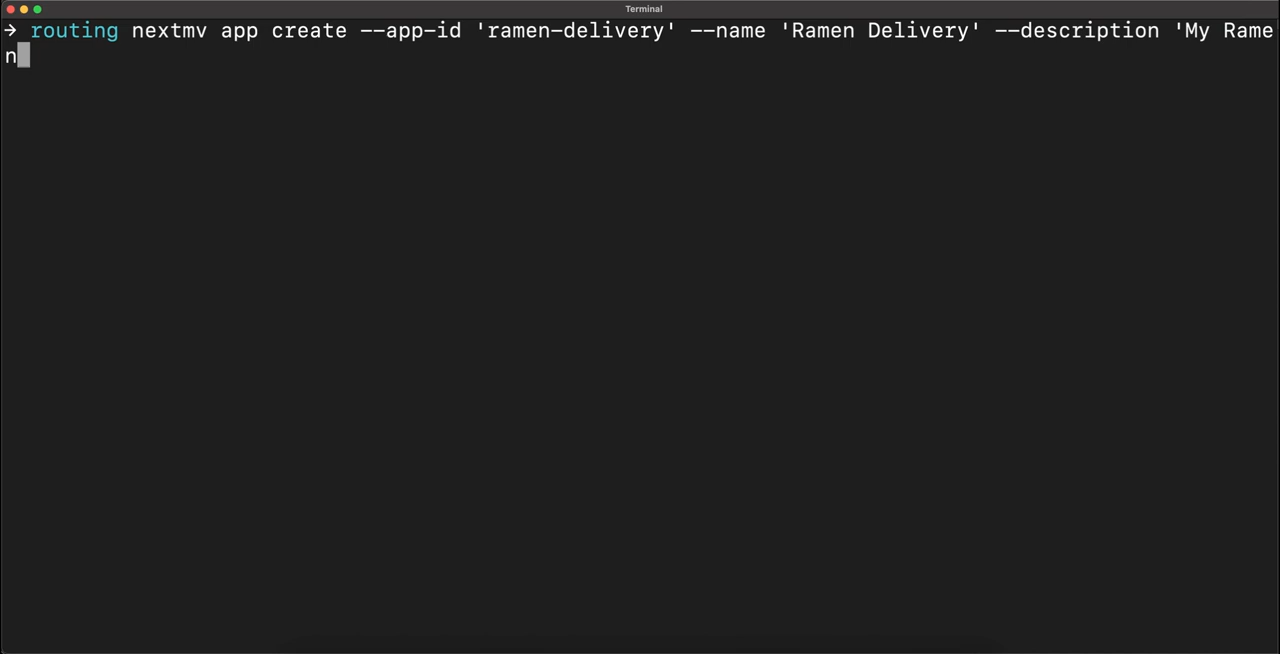 Terminal
→ routing nextmv app create --app-id 'ramen-delivery' --name 'Ramen Delivery' --description 'My Rame
n